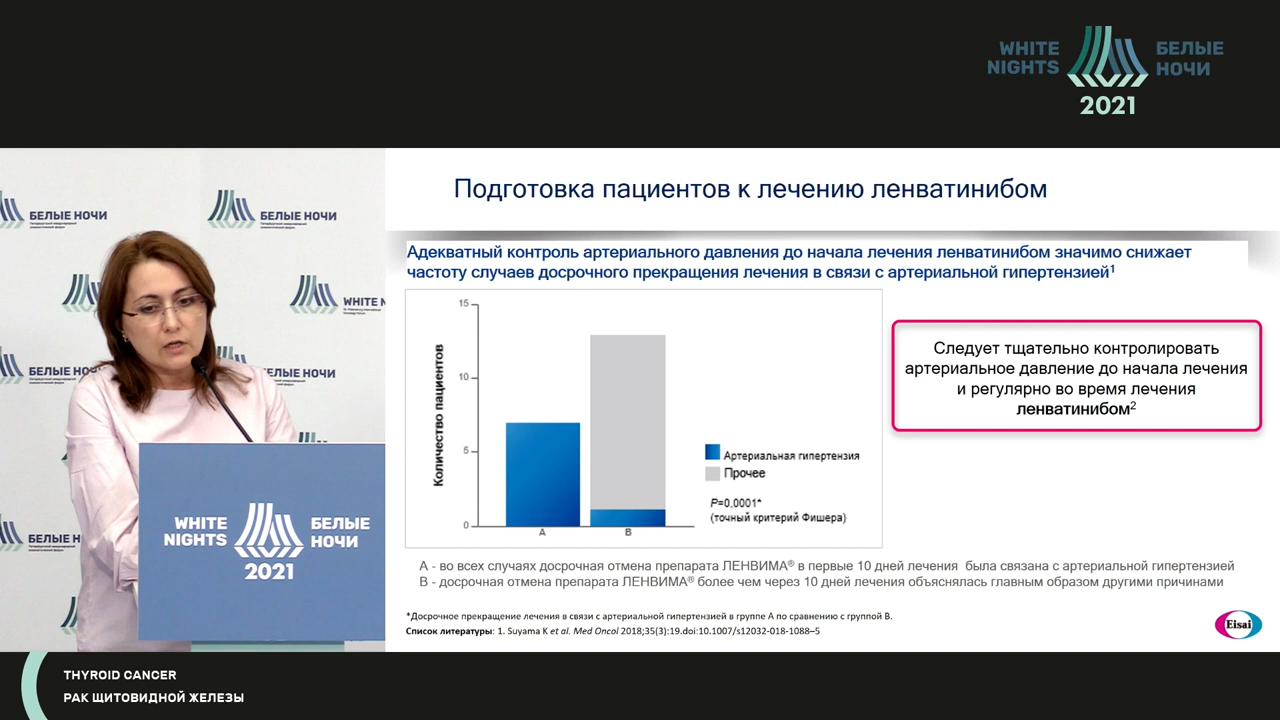 WHITE NIGHTS
БЕЛЫЕ НОЧИ
2021
Подготовка пациентов к лечению ленватинибом
Адекватный контроль артериального давления до начала лечения ленватинибом значимо снижает
частоту случаев досрочного прекращения лечения в связи с артериальной гипертензией1
15
10
5
0
Количество пациентов
A
B
Артериальная гипертензия
Прочее
P=0,0001*
(точный критерий Фишера)
Следует тщательно контролировать
артериальное давление до начала лечения
и регулярно во время лечения
ленватинибом2
А - во всех случаях досрочная отмена препарата ЛЕНВИМА® в первые 10 дней лечения была связана с артериальной гипертензией
В - досрочная отмена препарата ЛЕНВИМА® более чем через 10 дней лечения объяснялась главным образом другими причинами
*Досрочное прекращение лечения в связи с артериальной гипертензией в группе А по сравнению с группой В.
Список литературы: 1. Suyama K et al. Med Oncol 2018;35(3):19.doi:10.1007/s12032-018-1088–5
Eisai
БЕЛЫЕ НОЧИ
БЕЛЫЕ НОЧИ
WHITE N
БЕЛЫЕ НОЧИ
БЕЛЫЕ Н
WHITE NIGHTS
БЕЛЫЕ НОЧИ
2021
THYROID CANCER
РАК ЩИТОВИДНОЙ ЖЕЛЕЗЫ